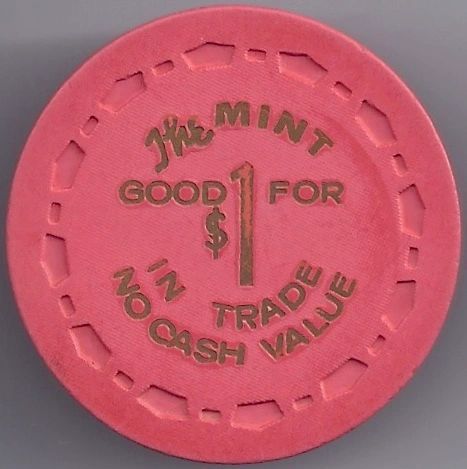 The MINT
GOOD FOR
$1
IN TRADE
NO CASH VALUE